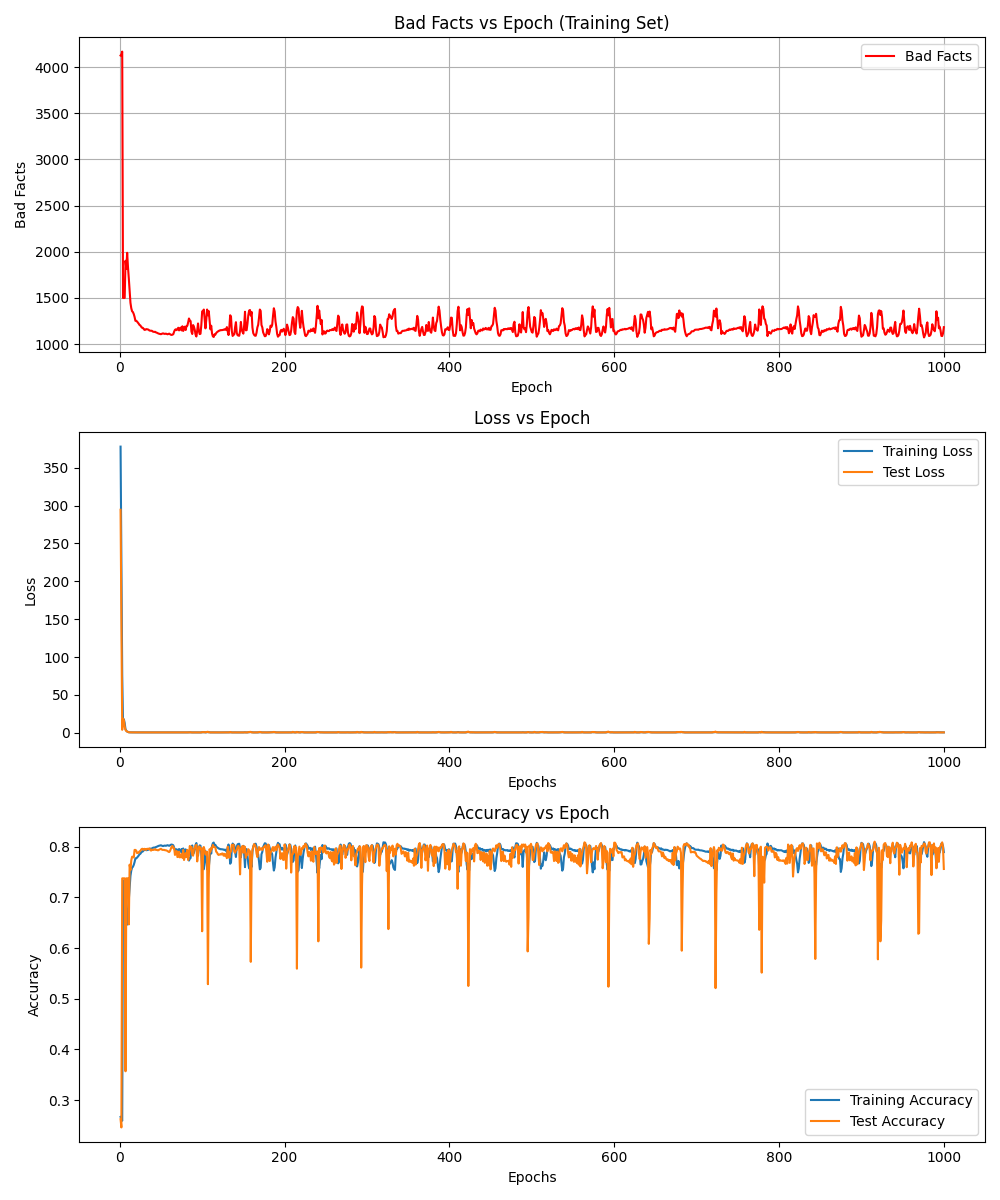 Bad Facts vs Epoch (Training Set)
Bad Facts
4000
3500
3000
2500
2000
1500
1000
Bad Facts
0 200 400 600 800 1000
Epoch
Loss vs Epoch
Training Loss
Test Loss
350
300
250
200
150
100
50
0
Loss
0 200 400 600 800 1000
Epochs
Accuracy vs Epoch
0.8
0.7
0.6
0.5
0.4
0.3
Accuracy
Training Accuracy
Test Accuracy
0 200 400 600 800 1000
Epochs